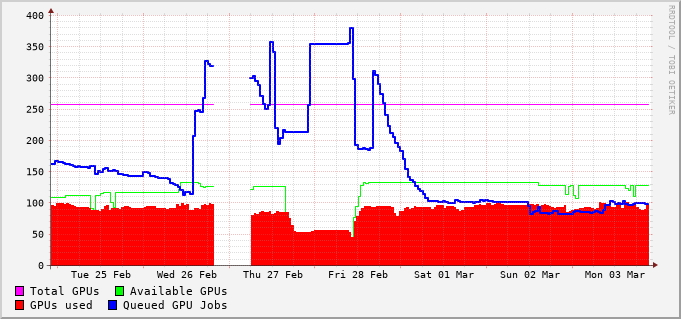 400
350
300
250
200
150
100
50
0
Tue 25 Feb Wed 26 Feb Thu 27 Feb Fri 28 Feb Sat 01 Mar Sun 02 Mar Mon 03 Mar
Total GPUs Available GPUs
GPUs used Queued GPU Jobs
RRDTOOL / TOBI OETIKER